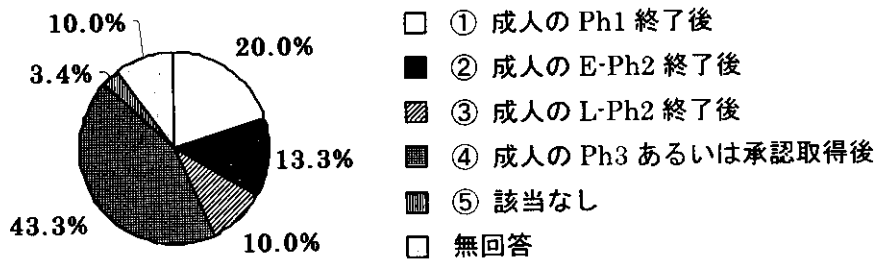 10.0%
20.0%
3.4%
13.3%
43.3%
10.0%
① 成人の Ph1 終了後
② 成人の E-Ph2 終了後
③ 成人の L-Ph2 終了後
④ 成人の Ph3 あるいは承認取得後
⑤ 該当なし
無回答